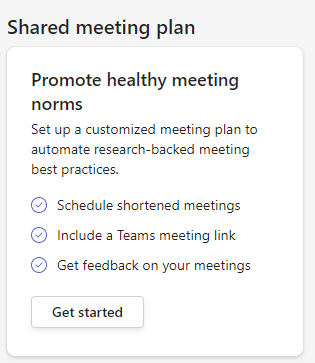 Shared meeting plan
Promote healthy meeting
norms
Set up a customized meeting plan to
automate research-backed meeting
best practices.
Schedule shortened meetings
Include a Teams meeting link
Get feedback on your meetings
Get started